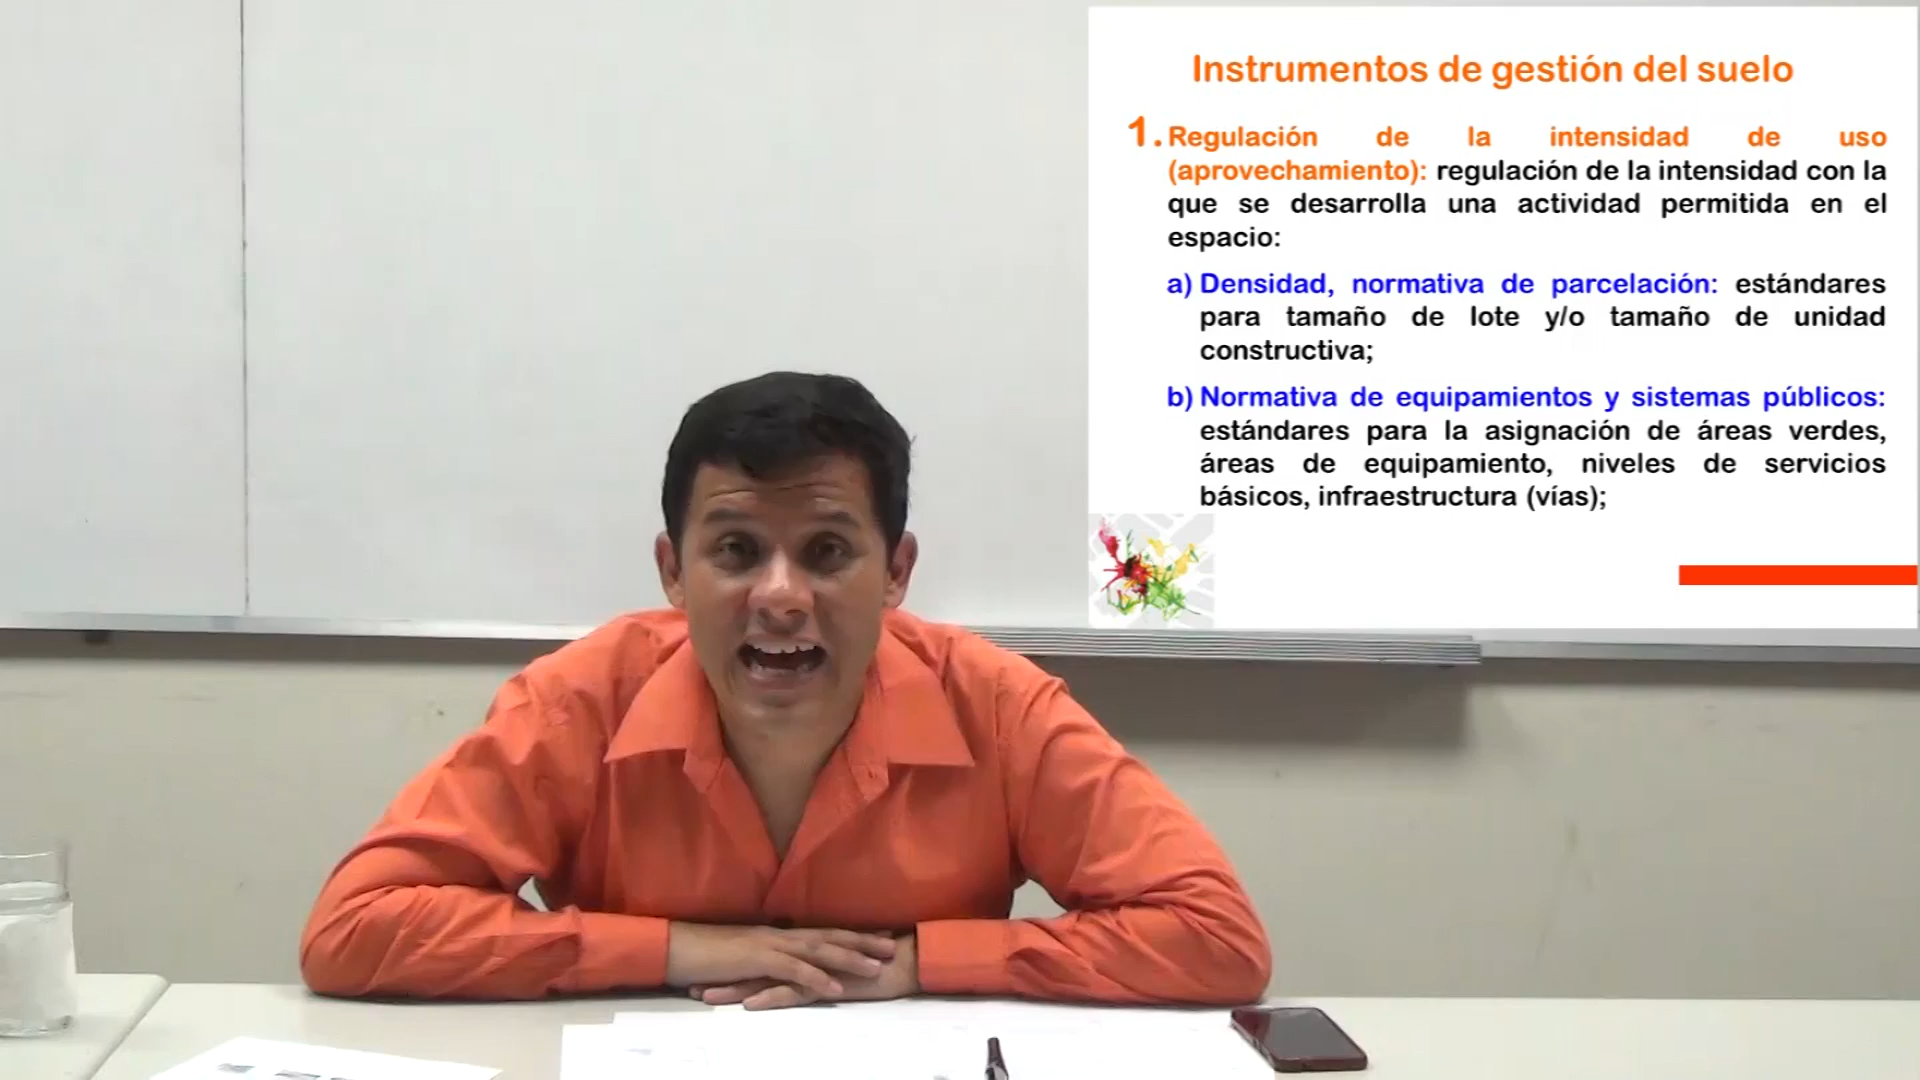 Instrumentos de gestión del suelo
1. Regulación de la intensidad de uso
(aprovechamiento): regulación de la intensidad con la
que se desarrolla una actividad permitida en el
espacio:
a) Densidad, normativa de parcelación: estándares
para tamaño de lote y/o tamaño de unidad
constructiva;
b) Normativa de equipamientos y sistemas públicos:
estándares para la asignación de áreas verdes,
áreas de equipamiento, niveles de servicios
básicos, infraestructura (vías);